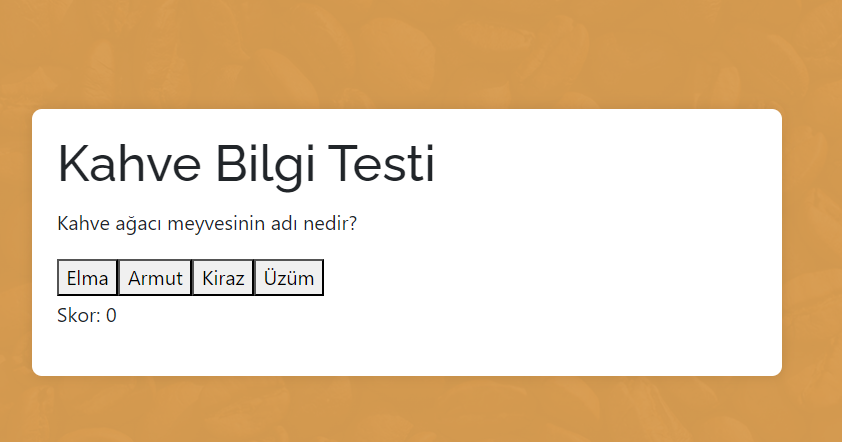 Kahve Bilgi Testi
Kahve ağacı meyvesinin adı nedir?
Elma Armut Kiraz Üzüm
Skor: 0